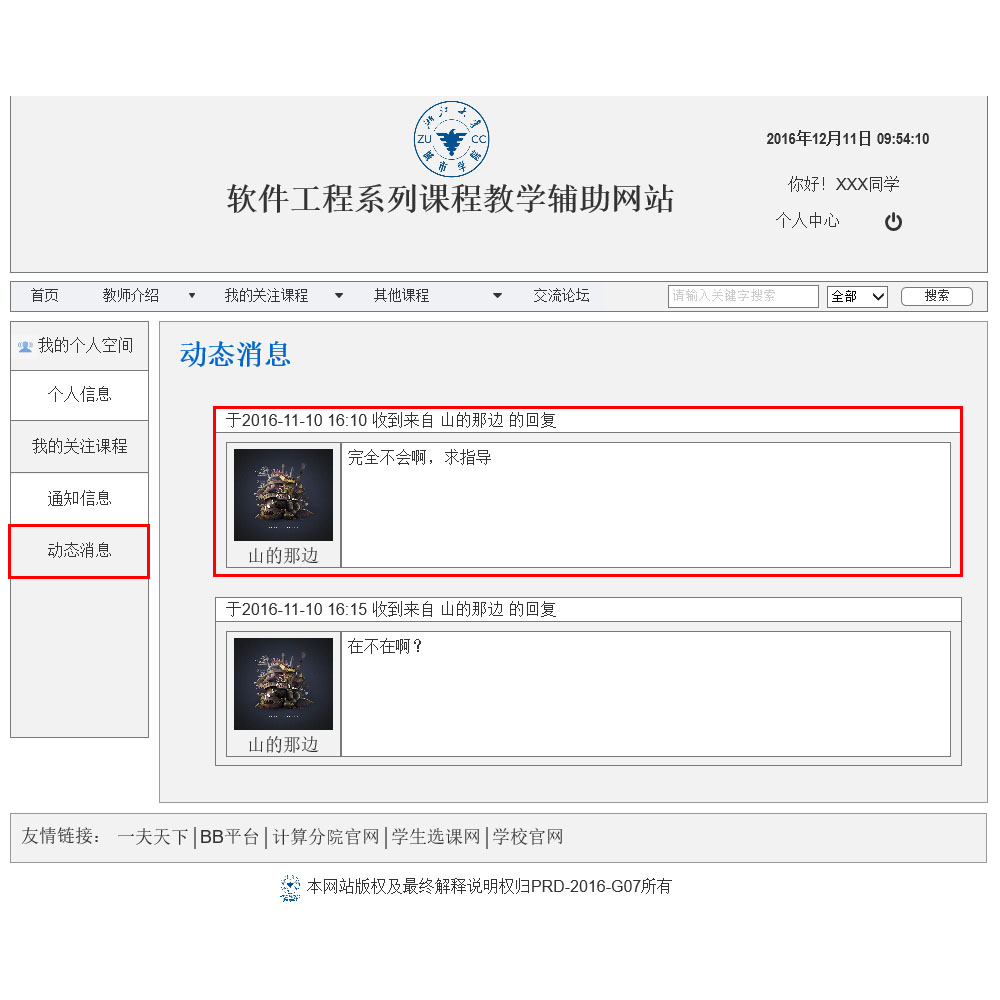 浙江大学
ZU CC
城市学院
软件工程系列课程教学辅助网站
2016年12月11日 09:54:10
你好！XXX同学
个人中心
首页 教师介绍 我的关注课程 其他课程 交流论坛 请输入关键字搜索 全部 搜索
我的个人空间
个人信息
我的关注课程
通知信息
动态消息
动态消息
于2016-11-10 16:10 收到来自 山的那边 的回复
完全不会啊，求指导
山的那边
于2016-11-10 16:15 收到来自 山的那边 的回复
在不在啊？
山的那边
友情链接： 一夫天下|BB平台|计算分院官网|学生选课网|学校官网
本网站版权及最终解释说明权归PRD-2016-G07所有